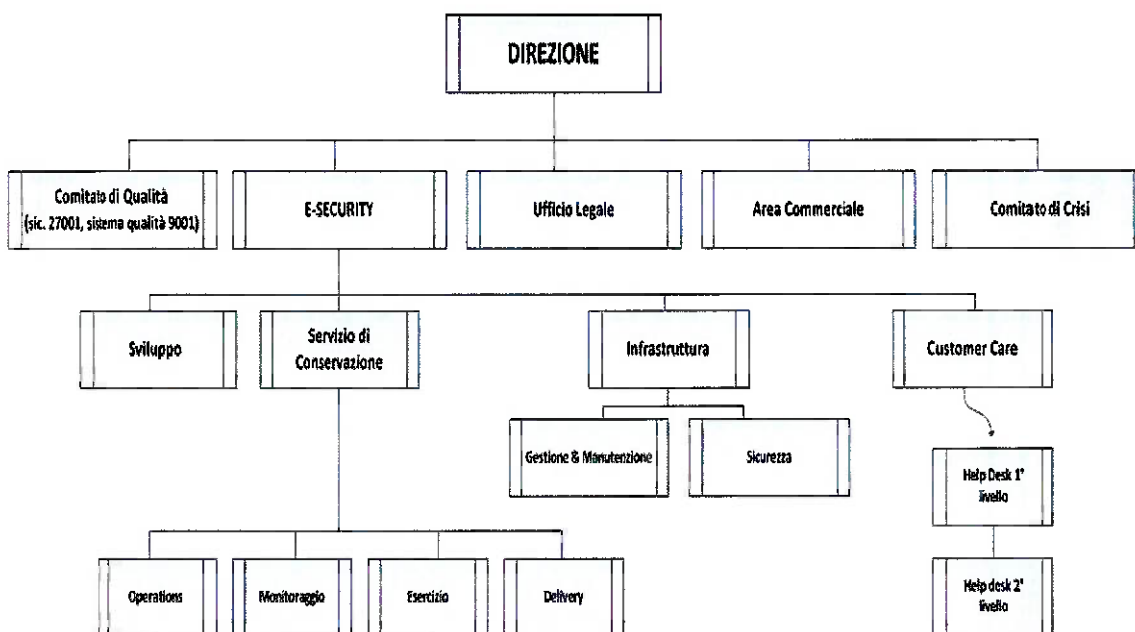 DIREZIONE
Comitato di Qualità
(sic. 27001, sistema qualità 9001)
E-SECURITY
Ufficio Legale
Area Commerciale
Comitato di Crisi
Sviluppo
Servizio di
Conservazione
Infrastruttura
Customer Care
Gestione & Manutenzione
Sicurezza
Help Desk 1°
livello
Operations
Monitoraggio
Esercizio
Delivery
Help desk 2°
livello